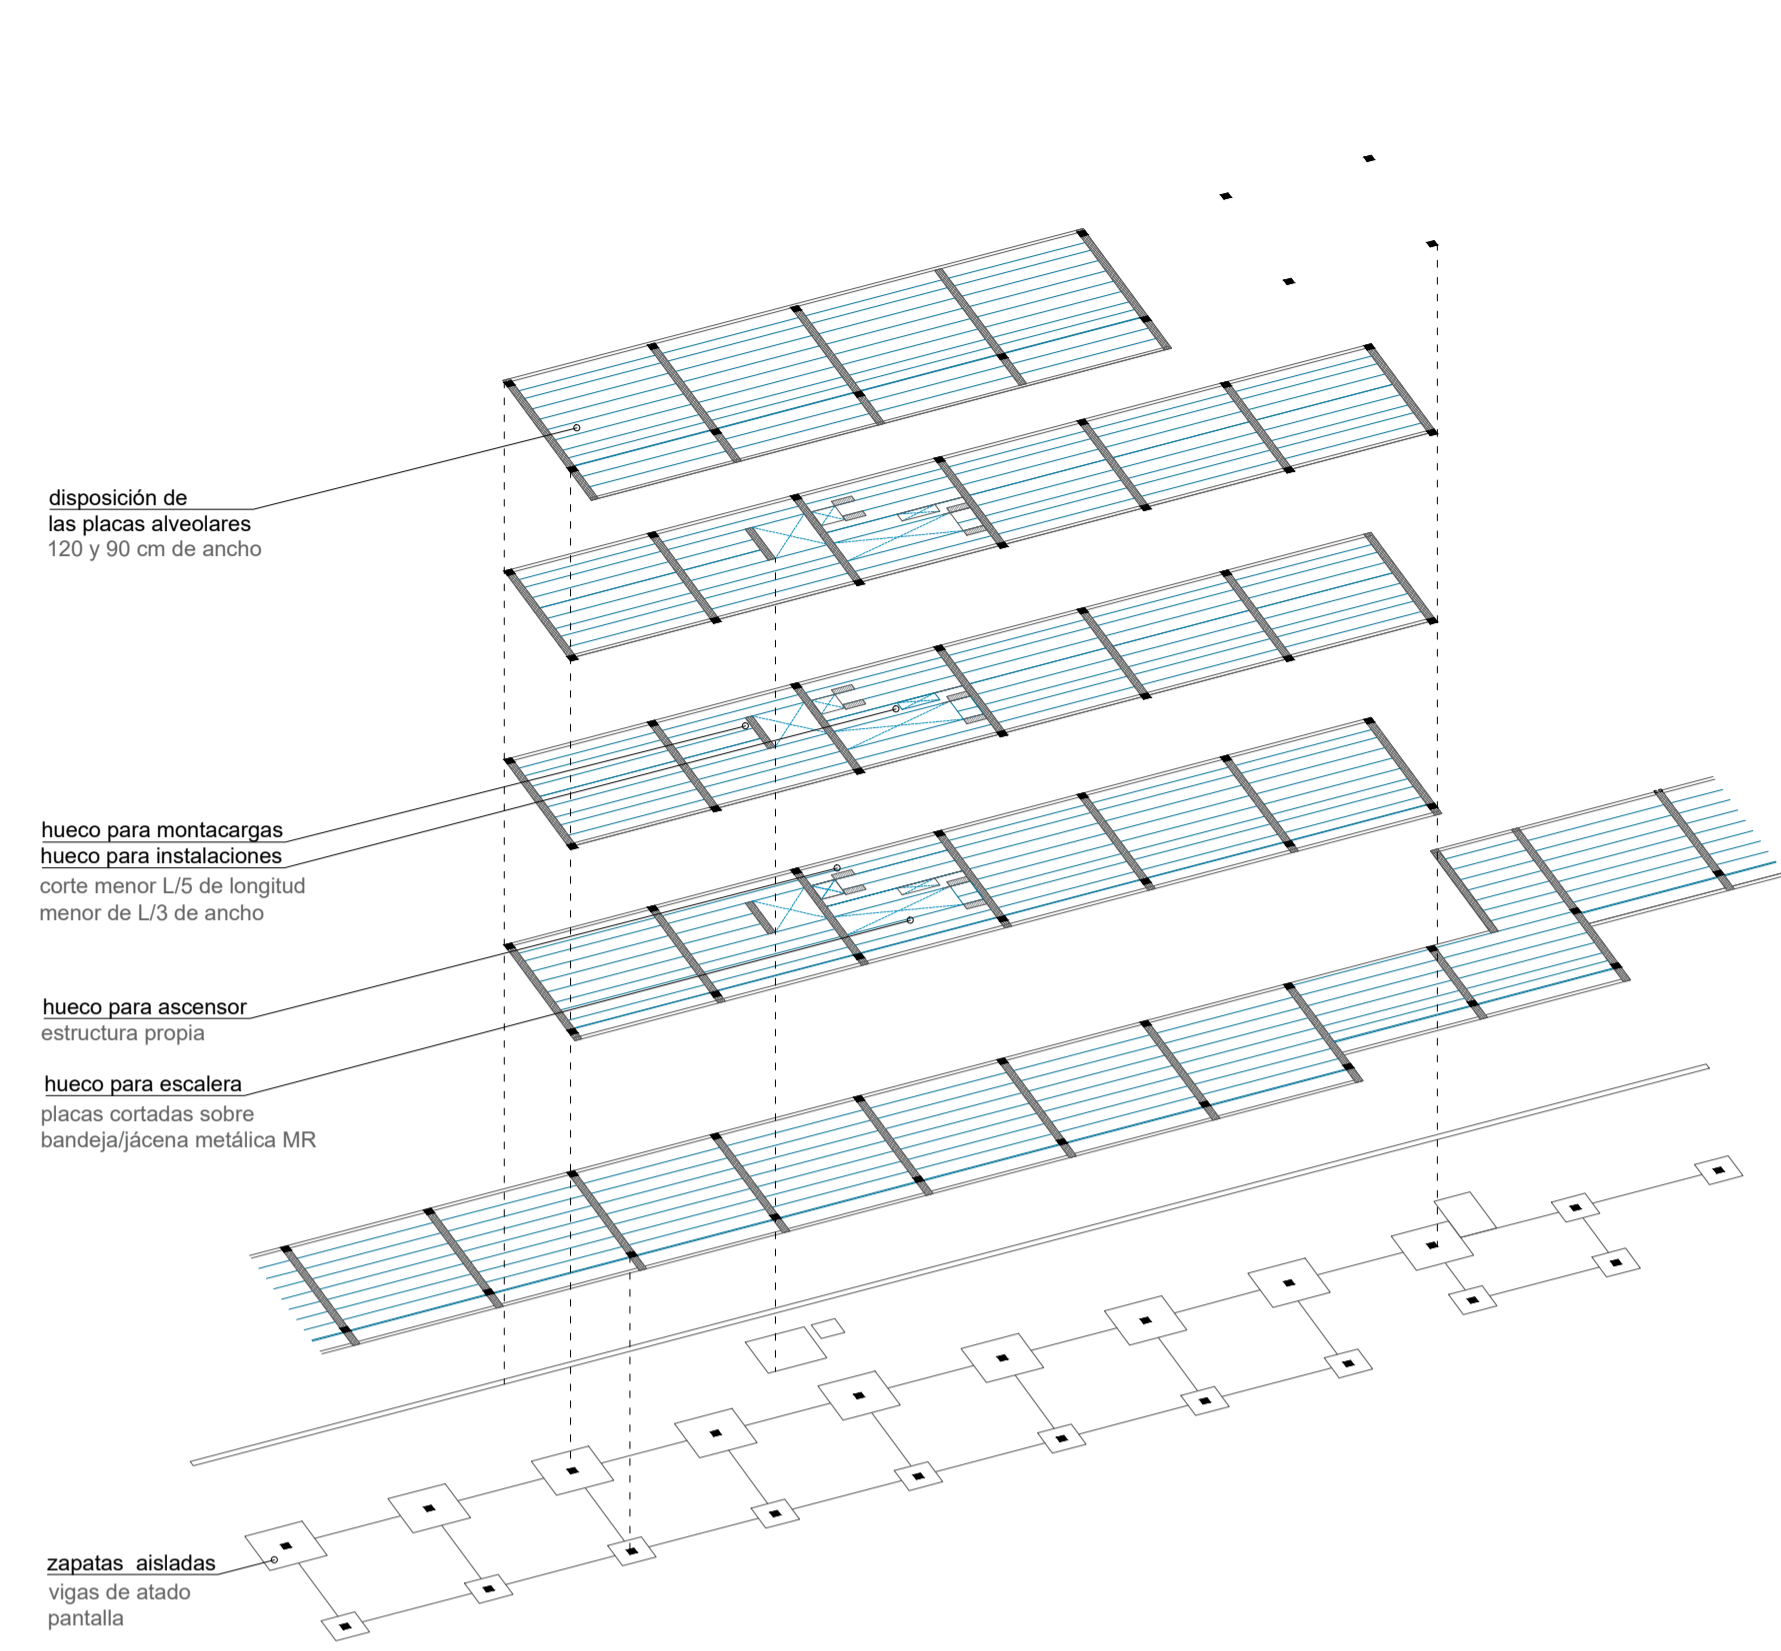 disposición de
las placas alveolares
120 y 90 cm de ancho
hueco para montacargas
hueco para instalaciones
corte menor L/5 de longitud
menor de L/3 de ancho
hueco para ascensor
estructura propia
hueco para escalera
placas cortadas sobre
bandeja/jácena metálica MR
zapatas aisladas
vigas de atado
pantalla